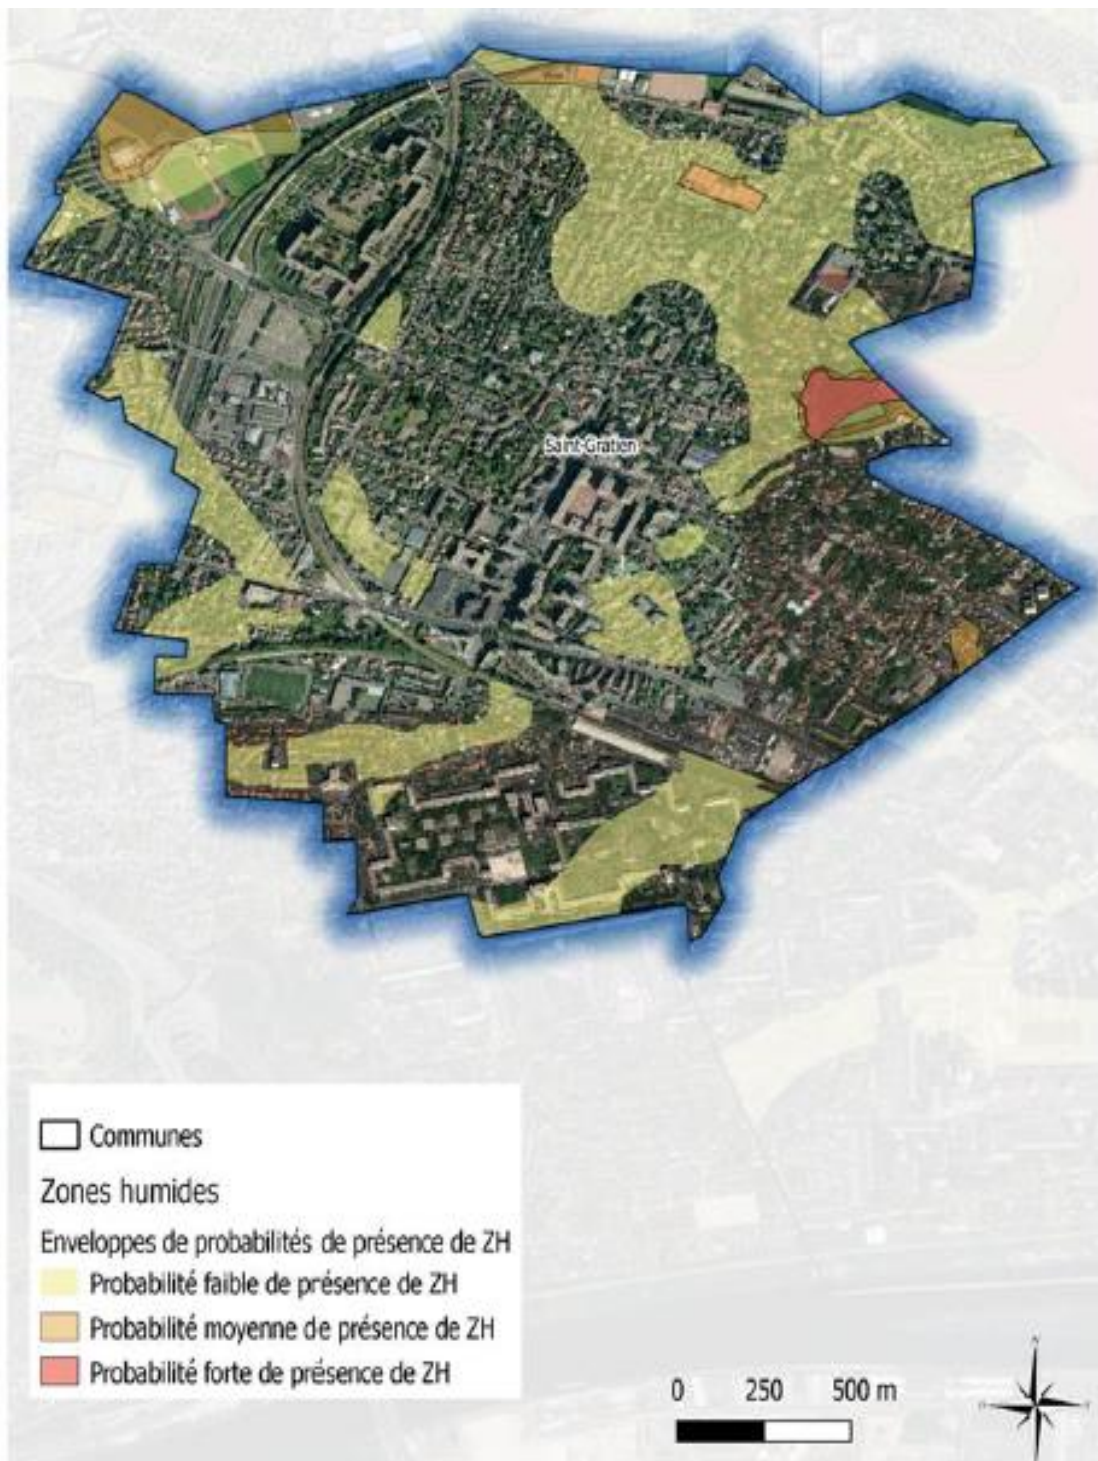 Saint-Gratien
Communes
Zones humides
Enveloppes de probabilités de présence de ZH
Probabilité faible de présence de ZH
Probabilité moyenne de présence de ZH
Probabilité forte de présence de ZH
0 250 500 m
N